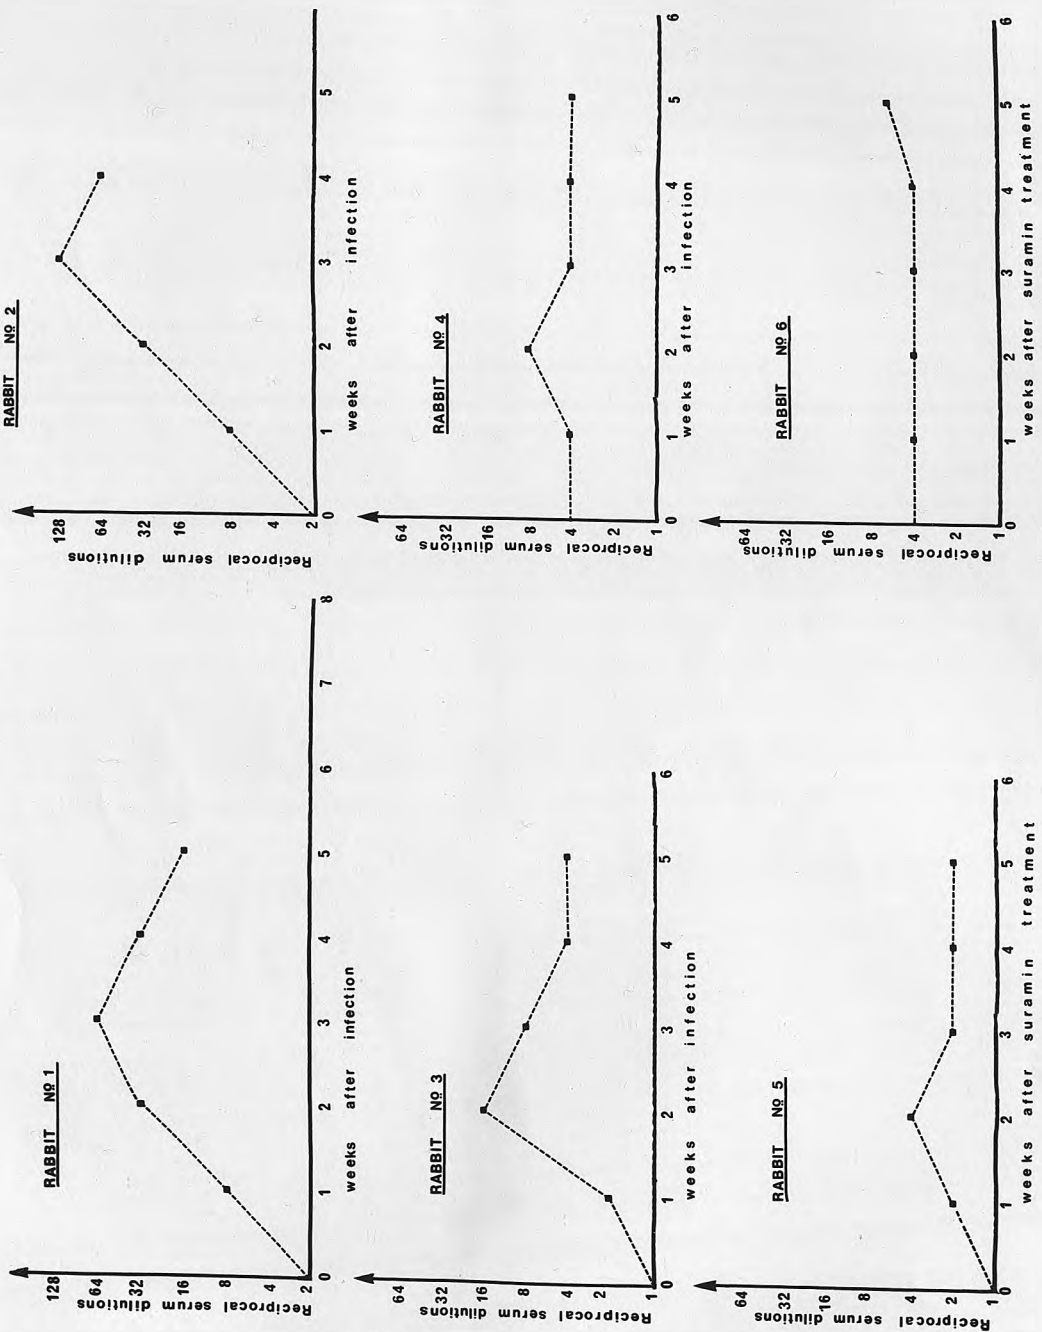 RABBIT Nº 1
Reciprocal serum dilutions
128
64
32
16
8
4
2
0 1 2 3 4 5 6 7 8
weeks after infection
RABBIT Nº 2
Reciprocal serum dilutions
128
64
32
16
8
4
2
0 1 2 3 4 5
weeks after infection
RABBIT Nº 3
Reciprocal serum dilutions
64
32
16
8
4
2
1
0 1 2 3 4 5 6
weeks after infection
RABBIT Nº 4
Reciprocal serum dilutions
64
32
16
8
4
2
1
0 1 2 3 4 5 6
weeks after infection
RABBIT Nº 5
Reciprocal serum dilutions
64
32
16
8
4
2
1
0 1 2 3 4 5 6
weeks after suramin treatment
RABBIT Nº 6
Reciprocal serum dilutions
64
32
16
8
4
2
1
0 1 2 3 4 5 6
weeks after suramin treatment